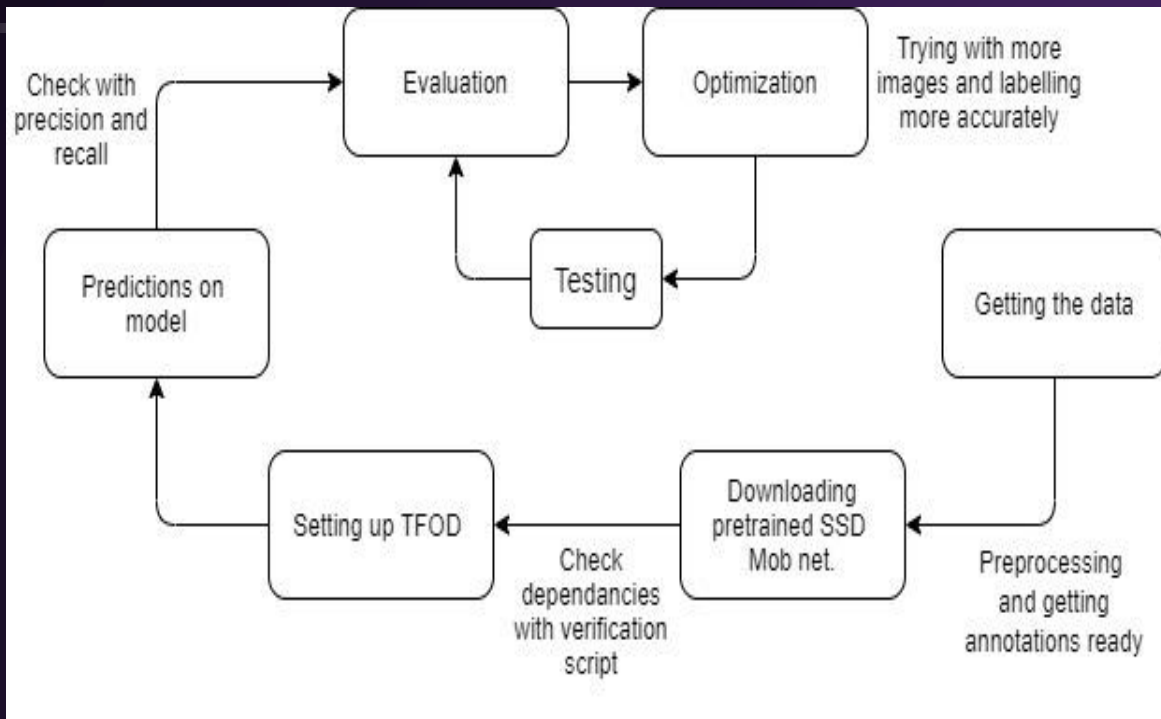 Check with
precision and
recall
Evaluation
Optimization
Trying with more
images and labelling
more accurately
Testing
Predictions on
model
Getting the data
Setting up TFOD
Check
dependancies
with verification
script
Downloading
pretrained SSD
Mob net.
Preprocessing
and getting
annotations ready